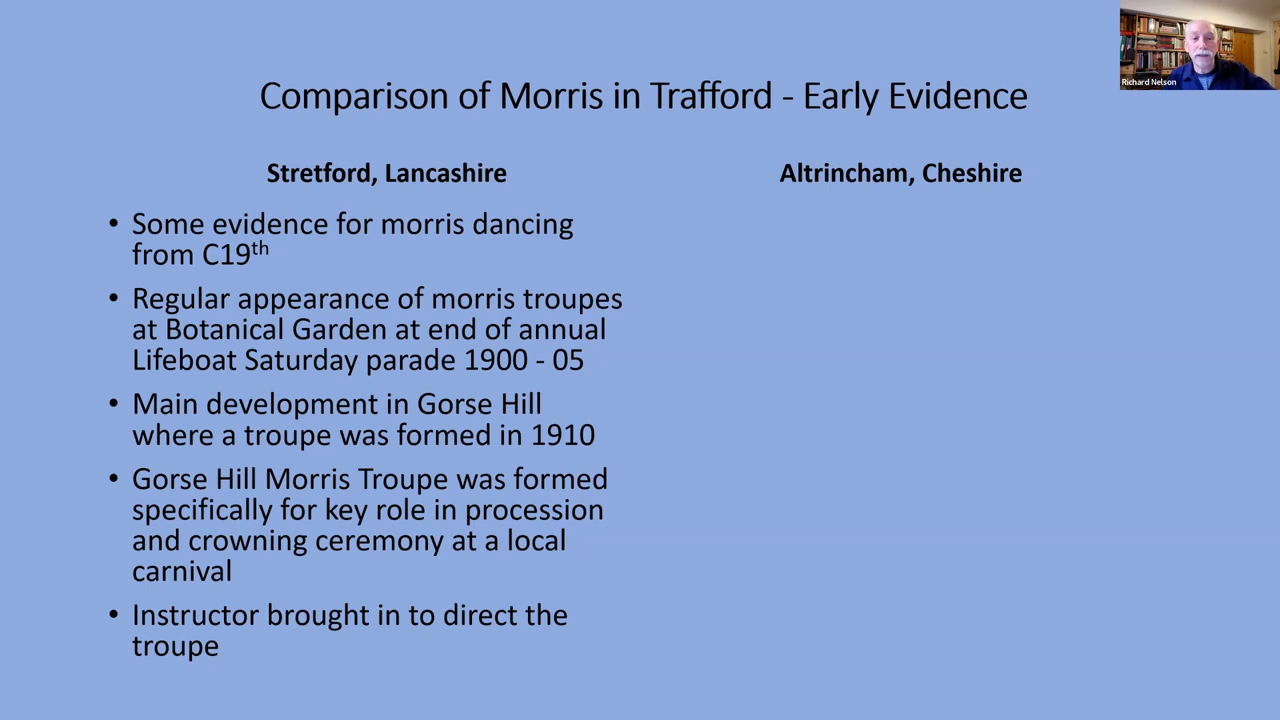 Richard Nelson
Comparison of Morris in Trafford - Early Evidence
Stretford, Lancashire
• Some evidence for morris dancing
from C19th
• Regular appearance of morris troupes
at Botanical Garden at end of annual
Lifeboat Saturday parade 1900 - 05
• Main development in Gorse Hill
where a troupe was formed in 1910
• Gorse Hill Morris Troupe was formed
specifically for key role in procession
and crowning ceremony at a local
carnival
• Instructor brought in to direct the
troupe
Altrincham, Cheshire